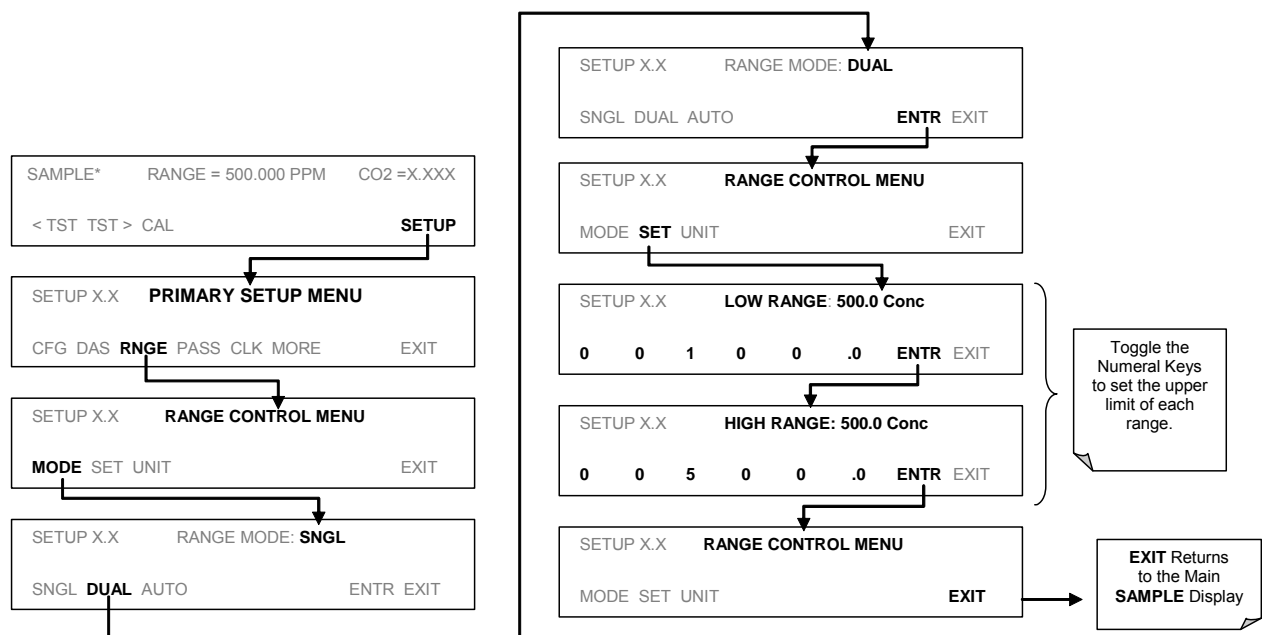 SAMPLE* RANGE = 500.000 PPM CO2 =X.XXX
< TST TST > CAL SETUP
SETUP X.X PRIMARY SETUP MENU
CFG DAS RNGE PASS CLK MORE EXIT
SETUP X.X RANGE CONTROL MENU
MODE SET UNIT EXIT
SETUP X.X RANGE MODE: SNGL
SNGL DUAL AUTO ENTR EXIT
SETUP X.X RANGE MODE: DUAL
SNGL DUAL AUTO ENTR EXIT
SETUP X.X RANGE CONTROL MENU
MODE SET UNIT EXIT
SETUP X.X LOW RANGE: 500.0 Conc
0 0 1 0 0 .0 ENTR EXIT
SETUP X.X HIGH RANGE: 500.0 Conc
0 0 5 0 0 .0 ENTR EXIT
Toggle the
Numeral Keys
to set the upper
limit of each
range.
SETUP X.X RANGE CONTROL MENU
MODE SET UNIT EXIT
EXIT Returns
to the Main
SAMPLE Display